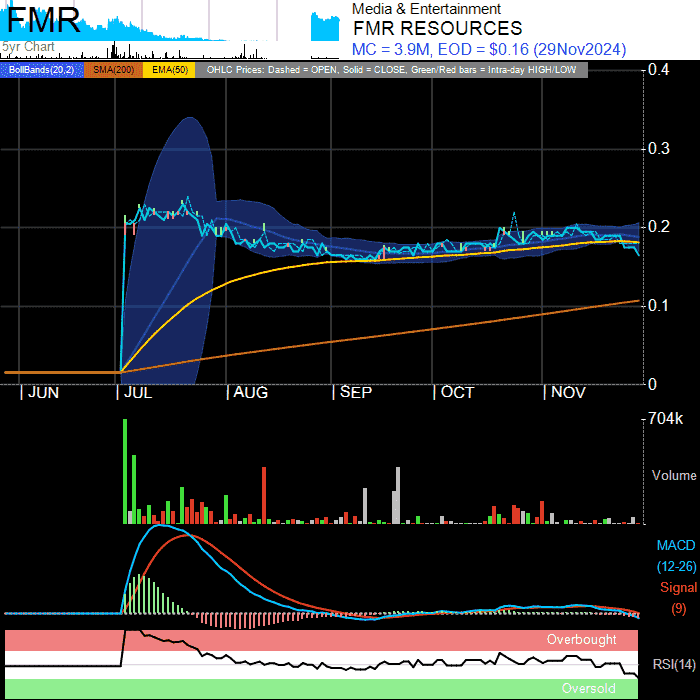 FMR
5yr Chart
Media & Entertainment
FMR RESOURCES
MC = 3.9M, EOD = $0.16 (29Nov2024)
BollBands(20,2) SMA(200) EMA(50) OHLC Prices: Dashed = OPEN, Solid = CLOSE, Green/Red bars = Intra-day HIGH/LOW
0.4
0.3
0.2
0.1
0
JUN JUL AUG SEP OCT NOV
704k
Volume
MACD
(12-26)
Signal
(9)
Overbought
RSI(14)
Oversold